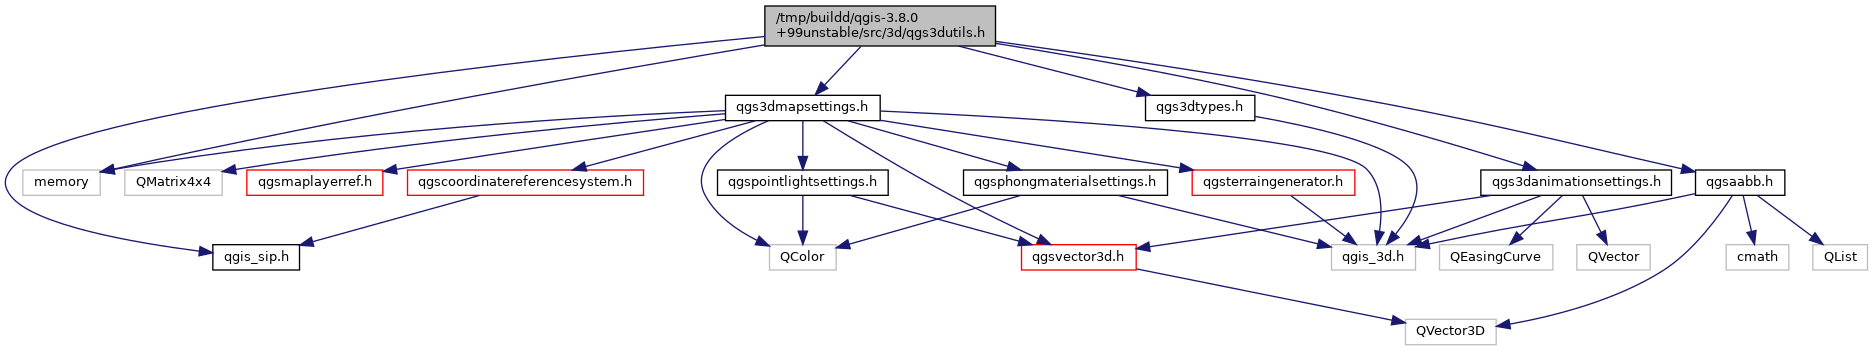 /tmp/buildd/qgis-3.8.0
+99unstable/src/3d/qgs3dutils.h
qgs3dmapsettings.h
qgs3dtypes.h
memory
QMatrix4x4
qgsmaplayerref.h
qgscoordinatereferencesystem.h
qgspointlightsettings.h
qgsphongmaterialsettings.h
qgsterraingenerator.h
qgs3danimationsettings.h
qgsaabb.h
qgis_sip.h
QColor
qgsvector3d.h
qgis_3d.h
QEasingCurve
QVector
cmath
QList
QVector3D